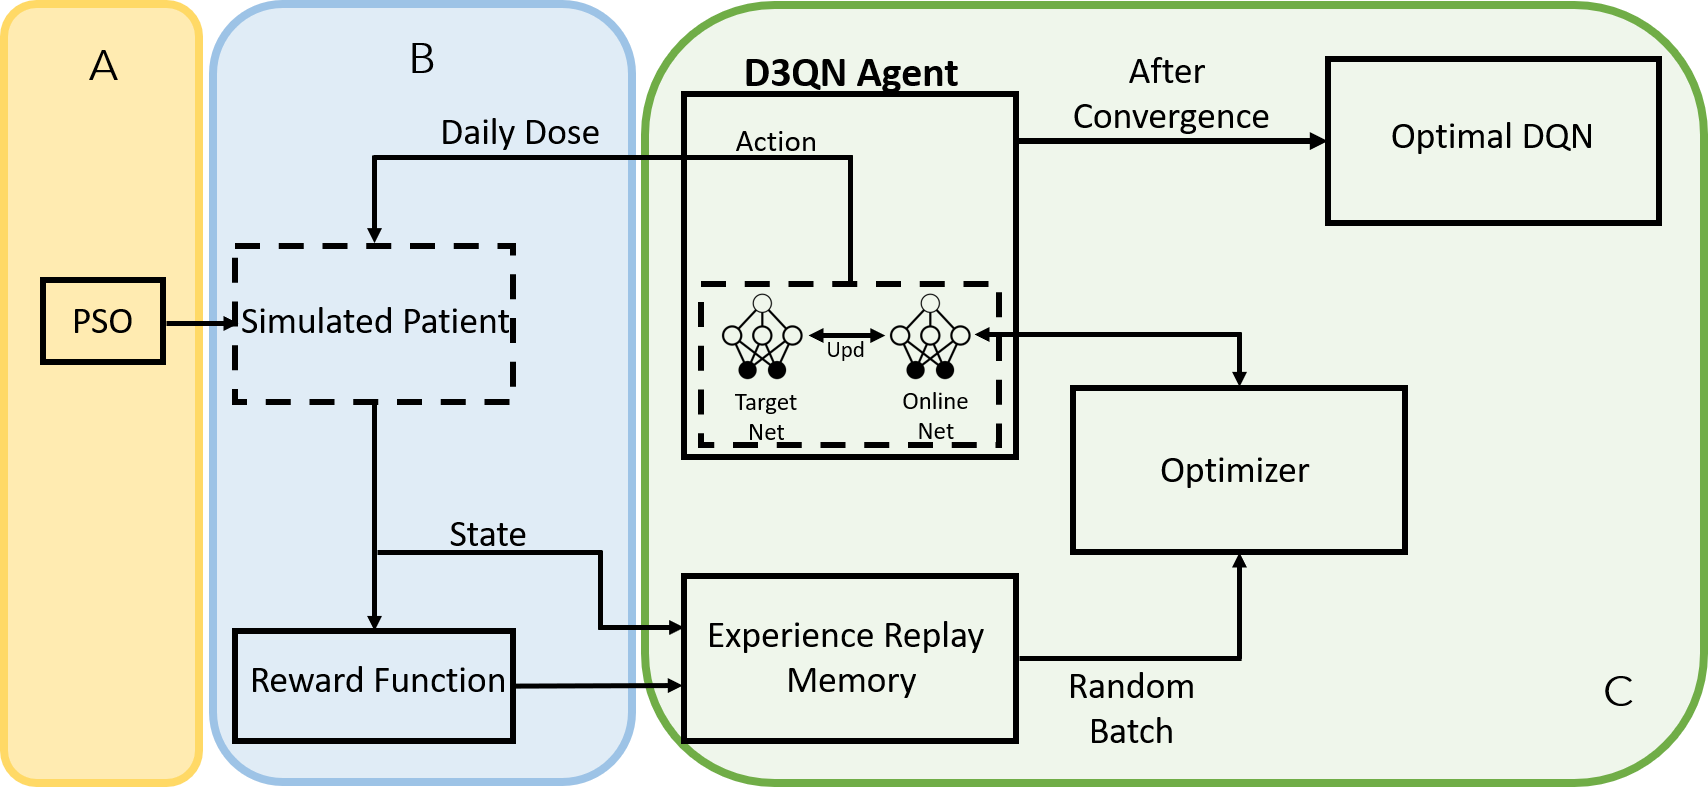 A
B
D3QN Agent
After
Convergence
Optimal DQN
Daily Dose
Action
PSO
Simulated Patient
Upd
Target
Net
Online
Net
Optimizer
State
Reward Function
Experience Replay
Memory
Random
Batch
C